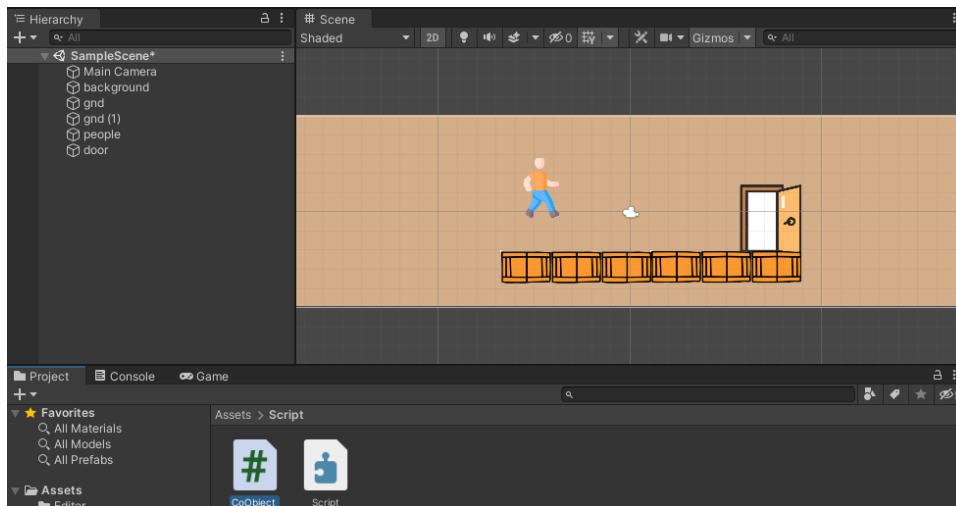 Hierarchy
All
SampleScene*
Main Camera
background
gnd
gnd (1)
people
door
Scene
Shaded
2D
0
Gizmos
All
Project
Console
Game
Favorites
All Materials
All Models
All Prefabs
Assets
Editor
Assets > Script
CoObject
Script